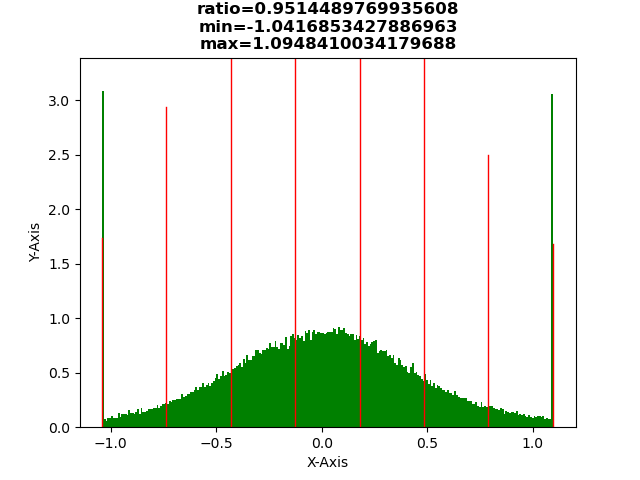 ratio=0.9514489769935608
min=-1.0416853427886963
max=1.0948410034179688
3.0
2.5
2.0
1.5
1.0
0.5
0.0
Y-Axis
−1.0 −0.5 0.0 0.5 1.0
X-Axis